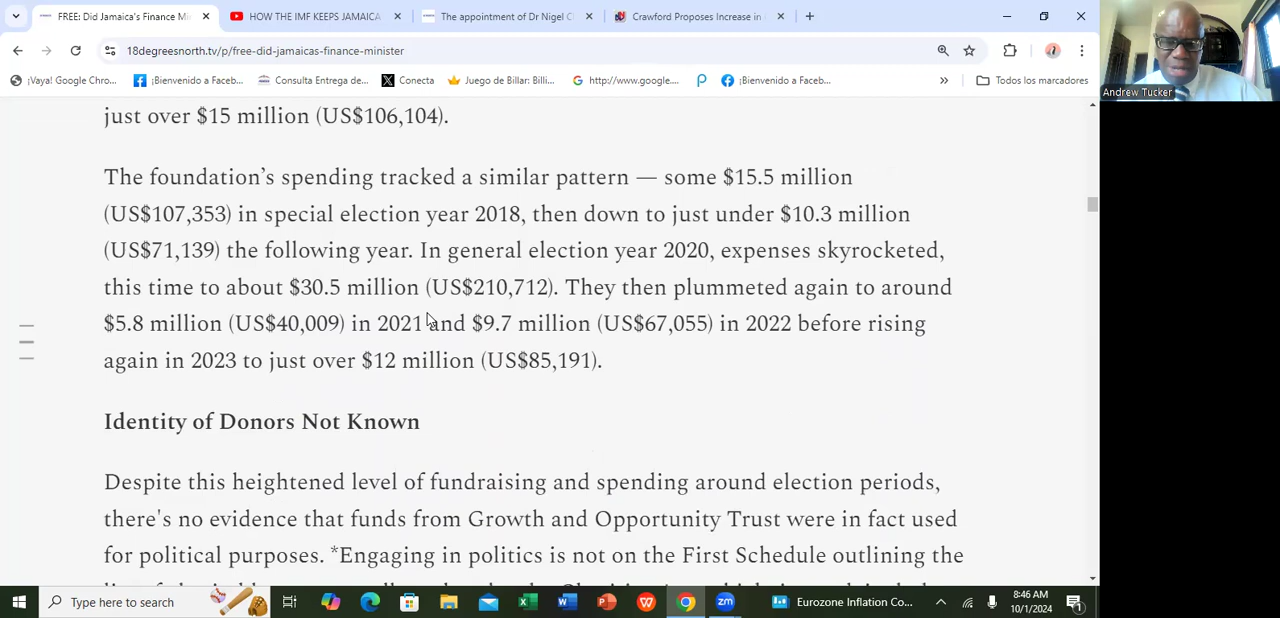 FREE: Did Jamaica's Finance Mi
HOW THE IMF KEEPS JAMAICA
The appointment of Dr Nigel C
Crawford Proposes Increase in
18degreesnorth.tv/p/free-did-jamaicas-finance-minister
¡Vaya! Google Chro...
¡Bienvenido a Faceb...
Consulta Entrega de...
Conecta
Juego de Billar: Billi...
http://www.google....
¡Bienvenido a Faceb...
»
Todos los marcadores
Andrew Tucker
just over $15 million (US$106,104).
The foundation’s spending tracked a similar pattern — some $15.5 million
(US$107,353) in special election year 2018, then down to just under $10.3 million
(US$71,139) the following year. In general election year 2020, expenses skyrocketed,
this time to about $30.5 million (US$210,712). They then plummeted again to around
$5.8 million (US$40,009) in 2021 and $9.7 million (US$67,055) in 2022 before rising
again in 2023 to just over $12 million (US$85,191).
Identity of Donors Not Known
Despite this heightened level of fundraising and spending around election periods,
there's no evidence that funds from Growth and Opportunity Trust were in fact used
for political purposes. *Engaging in politics is not on the First Schedule outlining the
Type here to search
zm
Eurozone Inflation Co...
8:46 AM
10/1/2024